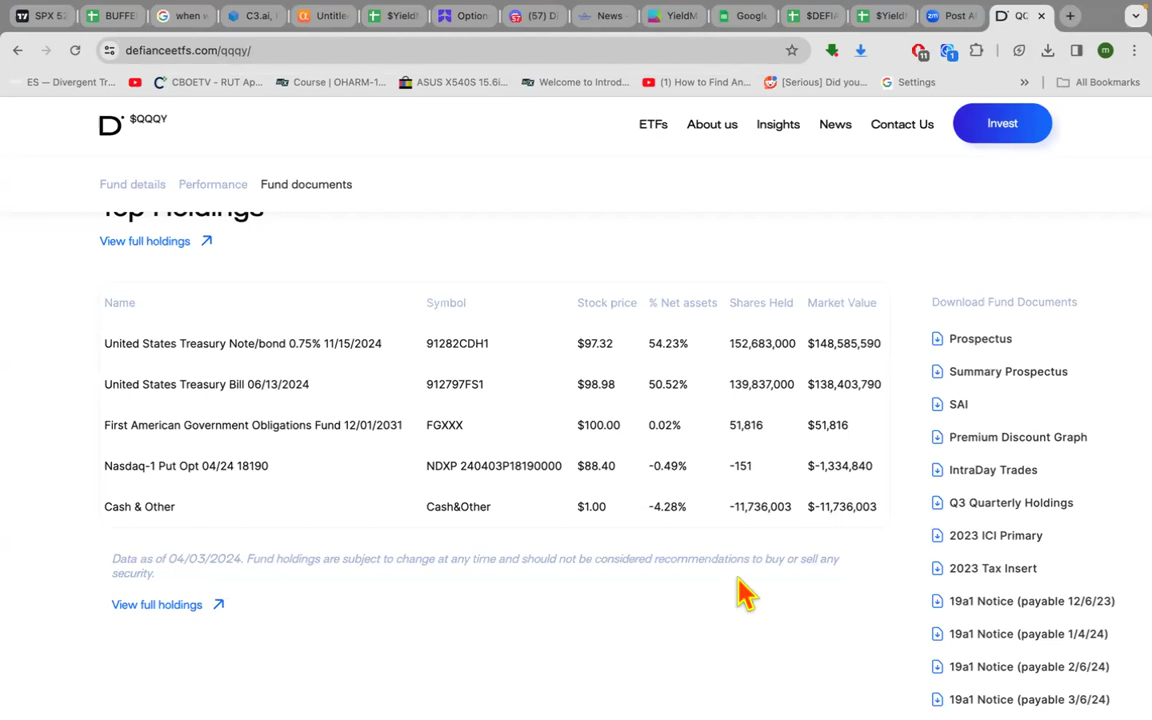 SPX 52
BUFFE
when w
C3.ai, I
Untitle
$Yieldf
Option
(57) D
News -
YieldM
Google
$DEFIA
$Yieldf
Post A
QQ
defianceetfs.com/qqqy/
11
1
m
ES — Divergent Tr...
CBOETV - RUT Ap...
Course | OHARM-1...
ASUS X540S 15.6i...
Welcome to Introd...
(1) How to Find An...
[Serious] Did you...
Settings
All Bookmarks
D $QQQY
ETFs
About us
Insights
News
Contact Us
Invest
Fund details
Performance
Fund documents
Top Holdings
View full holdings
Name Symbol Stock price % Net assets Shares Held Market Value
United States Treasury Note/bond 0.75% 11/15/2024 91282CDH1 $97.32 54.23% 152,683,000 $148,585,590
United States Treasury Bill 06/13/2024 912797FS1 $98.98 50.52% 139,837,000 $138,403,790
First American Government Obligations Fund 12/01/2031 FGXXX $100.00 0.02% 51,816 $51,816
Nasdaq-1 Put Opt 04/24 18190 NDXP 240403P18190000 $88.40 -0.49% -151 $-1,334,840
Cash & Other Cash&Other $1.00 -4.28% -11,736,003 $-11,736,003
Data as of 04/03/2024. Fund holdings are subject to change at any time and should not be considered recommendations to buy or sell any
security.
View full holdings
Download Fund Documents
Prospectus
Summary Prospectus
SAI
Premium Discount Graph
IntraDay Trades
Q3 Quarterly Holdings
2023 ICI Primary
2023 Tax Insert
19a1 Notice (payable 12/6/23)
19a1 Notice (payable 1/4/24)
19a1 Notice (payable 2/6/24)
19a1 Notice (payable 3/6/24)